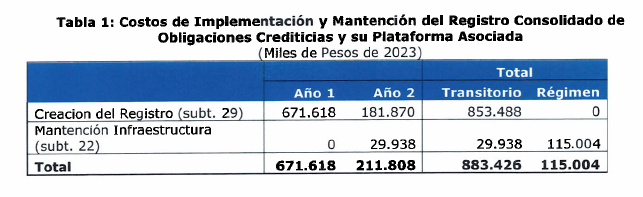 Tabla 1: Costos de Implementación y Mantención del Registro Consolidado de
Obligaciones Crediticias y su Plataforma Asociada
(Miles de Pesos de 2023)
Total
Año 1 Año 2 Transitorio Régimen
Creacion del Registro (subt. 29) 671.618 181.870 853.488 0
Mantención Infraestructura
(subt. 22) 0 29.938 29.938 115.004
Total 671.618 211.808 883.426 115.004